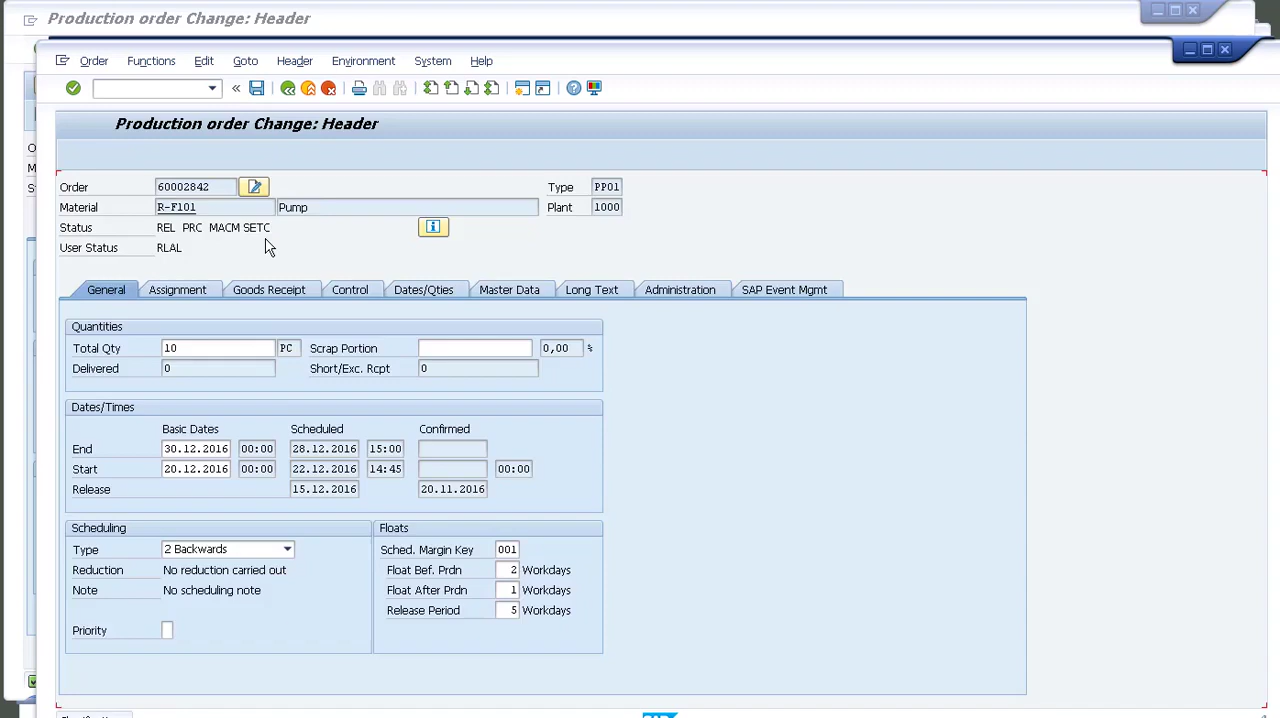 Production order Change: Header
Order Functions Edit Goto Header Environment System Help
Production order Change: Header
Order 60002842 Type PP01
Material R-F101 Pump Plant 1000
Status REL PRC MACM SETC
User Status RLAL
General Assignment Goods Receipt Control Dates/Qties Master Data Long Text Administration SAP Event Mgmt
Quantities
Total Qty 10 PC Scrap Portion 0,00 %
Delivered 0 Short/Exc. Rcpt 0
Dates/Times
Basic Dates Scheduled Confirmed
End 30.12.2016 00:00 28.12.2016 15:00
Start 20.12.2016 00:00 22.12.2016 14:45 00:00
Release 15.12.2016 20.11.2016
Scheduling
Type 2 Backwards
Reduction No reduction carried out
Note No scheduling note
Priority
Floats
Sched. Margin Key 001
Float Bef. Prdn 2 Workdays
Float After Prdn 1 Workdays
Release Period 5 Workdays
SAP